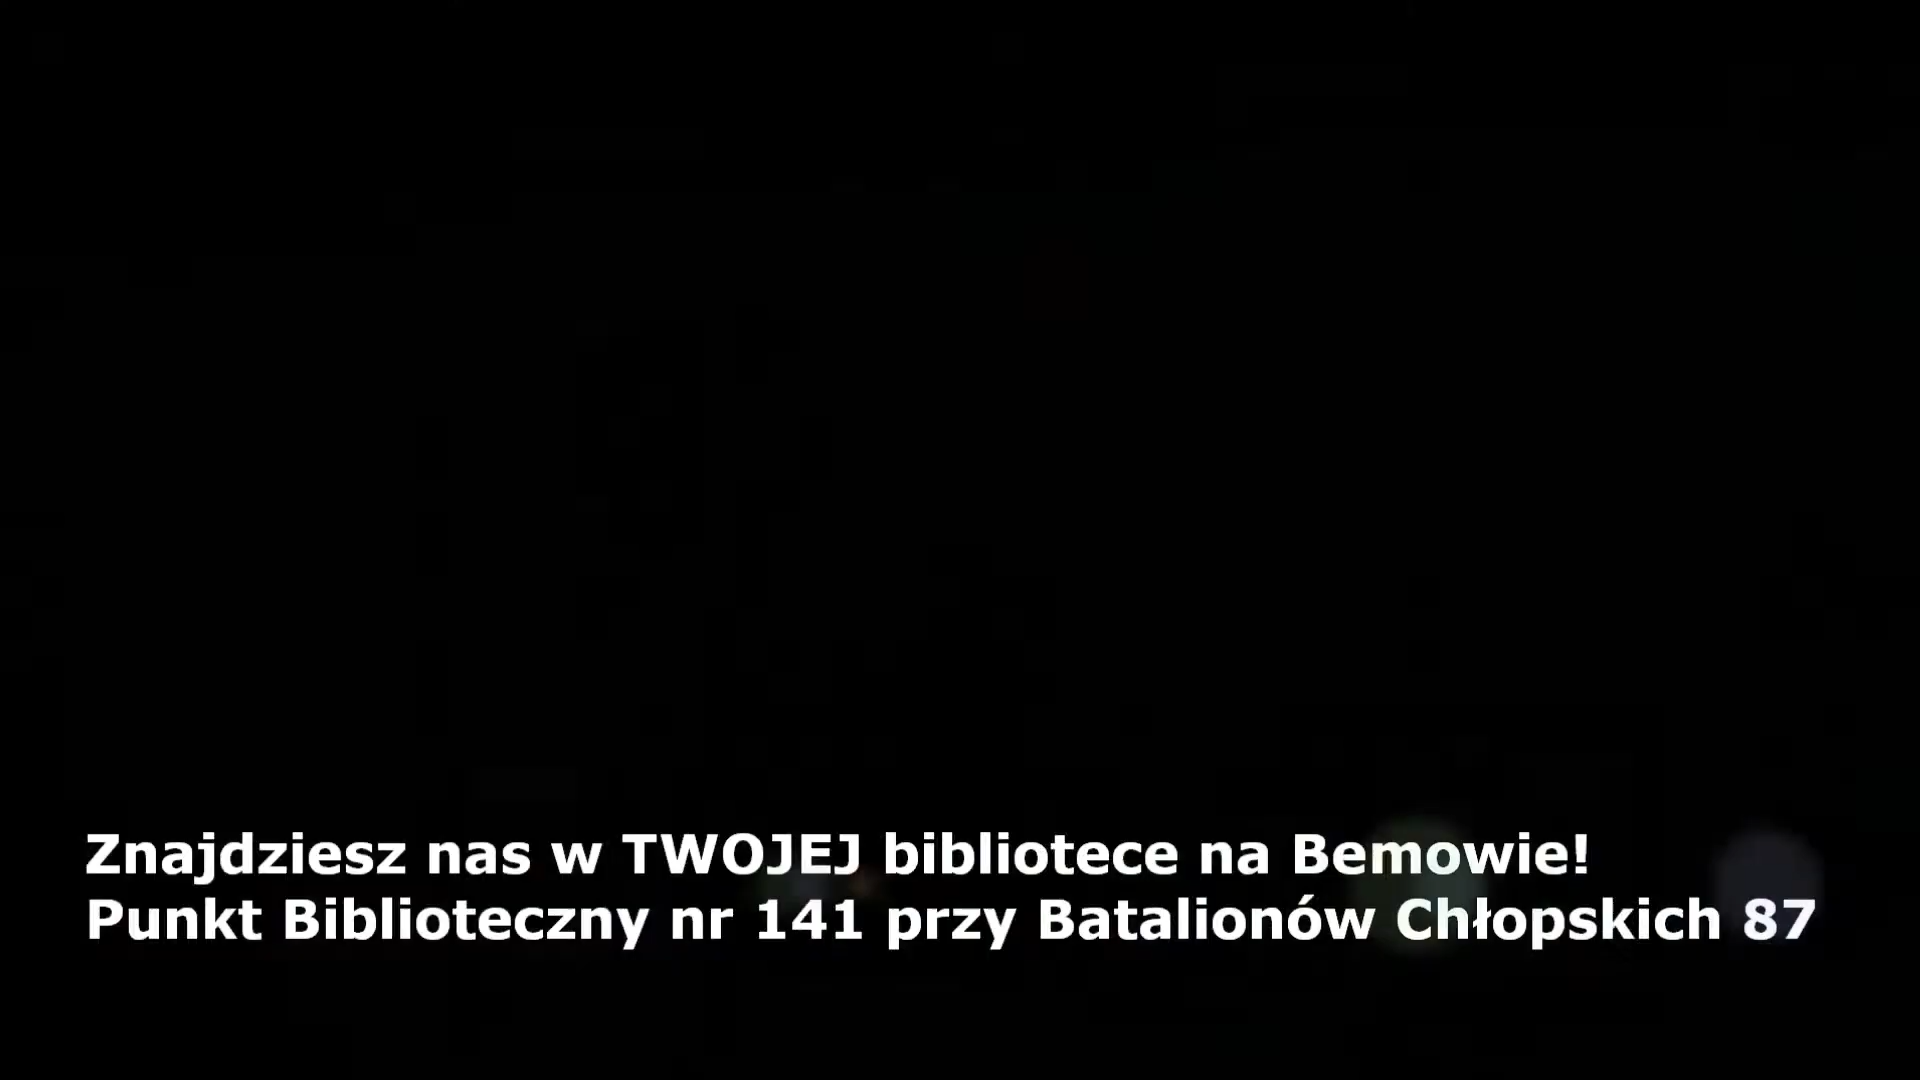 Znajdziesz nas w TWOJEJ bibliotece na Bemowie!
Punkt Biblioteczny nr 141 przy Batalionów Chłopskich 87